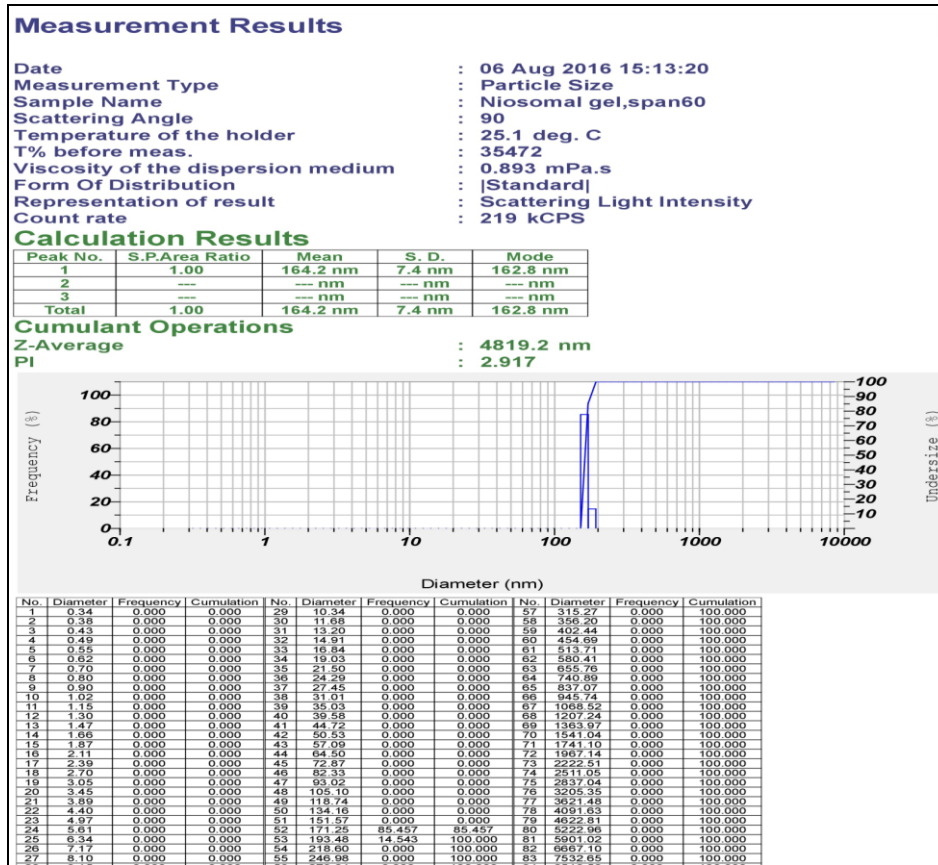 Measurement Results
Date : 06 Aug 2016 15:13:20
Measurement Type : Particle Size
Sample Name : Niosomal gel,span60
Scattering Angle : 90
Temperature of the holder : 25.1 deg. C
T% before meas. : 35472
Viscosity of the dispersion medium : 0.893 mPa.s
Form Of Distribution : |Standard|
Representation of result : Scattering Light Intensity
Count rate : 219 kCPS
Calculation Results
Peak No. S.P.Area Ratio Mean S. D. Mode
1 1.00 164.2 nm 7.4 nm 162.8 nm
2 --- --- nm --- nm --- nm
3 --- --- nm --- nm --- nm
Total 1.00 164.2 nm 7.4 nm 162.8 nm
Cumulant Operations
Z-Average : 4819.2 nm
PI : 2.917
Frequency (%)
100
80
60
40
20
0
0.1 1 10 100 1000 10000
100
90
80
70
60
50
40
30
20
10
Undersize (%)
Diameter (nm)
No. Diameter Frequency Cumulation No. Diameter Frequency Cumulation No. Diameter Frequency Cumulation
1 0.34 0.000 0.000 29 10.34 0.000 0.000 57 315.27 0.000 100.000
2 0.38 0.000 0.000 30 11.68 0.000 0.000 58 356.20 0.000 100.000
3 0.43 0.000 0.000 31 13.20 0.000 0.000 59 402.44 0.000 100.000
4 0.49 0.000 0.000 32 14.91 0.000 0.000 60 454.69 0.000 100.000
5 0.55 0.000 0.000 33 16.84 0.000 0.000 61 513.71 0.000 100.000
6 0.62 0.000 0.000 34 19.03 0.000 0.000 62 580.41 0.000 100.000
7 0.70 0.000 0.000 35 21.50 0.000 0.000 63 655.76 0.000 100.000
8 0.80 0.000 0.000 36 24.29 0.000 0.000 64 740.89 0.000 100.000
9 0.90 0.000 0.000 37 27.45 0.000 0.000 65 837.07 0.000 100.000
10 1.02 0.000 0.000 38 31.01 0.000 0.000 66 945.74 0.000 100.000
11 1.15 0.000 0.000 39 35.03 0.000 0.000 67 1068.52 0.000 100.000
12 1.30 0.000 0.000 40 39.58 0.000 0.000 68 1207.24 0.000 100.000
13 1.47 0.000 0.000 41 44.72 0.000 0.000 69 1363.97 0.000 100.000
14 1.66 0.000 0.000 42 50.53 0.000 0.000 70 1541.04 0.000 100.000
15 1.87 0.000 0.000 43 57.09 0.000 0.000 71 1741.10 0.000 100.000
16 2.11 0.000 0.000 44 64.50 0.000 0.000 72 1967.14 0.000 100.000
17 2.39 0.000 0.000 45 72.87 0.000 0.000 73 2222.51 0.000 100.000
18 2.70 0.000 0.000 46 82.33 0.000 0.000 74 2511.05 0.000 100.000
19 3.05 0.000 0.000 47 93.02 0.000 0.000 75 2837.04 0.000 100.000
20 3.45 0.000 0.000 48 105.10 0.000 0.000 76 3205.35 0.000 100.000
21 3.89 0.000 0.000 49 118.74 0.000 0.000 77 3621.48 0.000 100.000
22 4.40 0.000 0.000 50 134.16 0.000 0.000 78 4091.63 0.000 100.000
23 4.97 0.000 0.000 51 151.57 0.000 0.000 79 4622.81 0.000 100.000
24 5.61 0.000 0.000 52 171.25 85.457 85.457 80 5222.96 0.000 100.000
25 6.34 0.000 0.000 53 193.48 14.543 100.000 81 5901.02 0.000 100.000
26 7.17 0.000 0.000 54 218.60 0.000 100.000 82 6667.10 0.000 100.000
27 8.10 0.000 0.000 55 246.98 0.000 100.000 83 7532.65 0.000 100.000